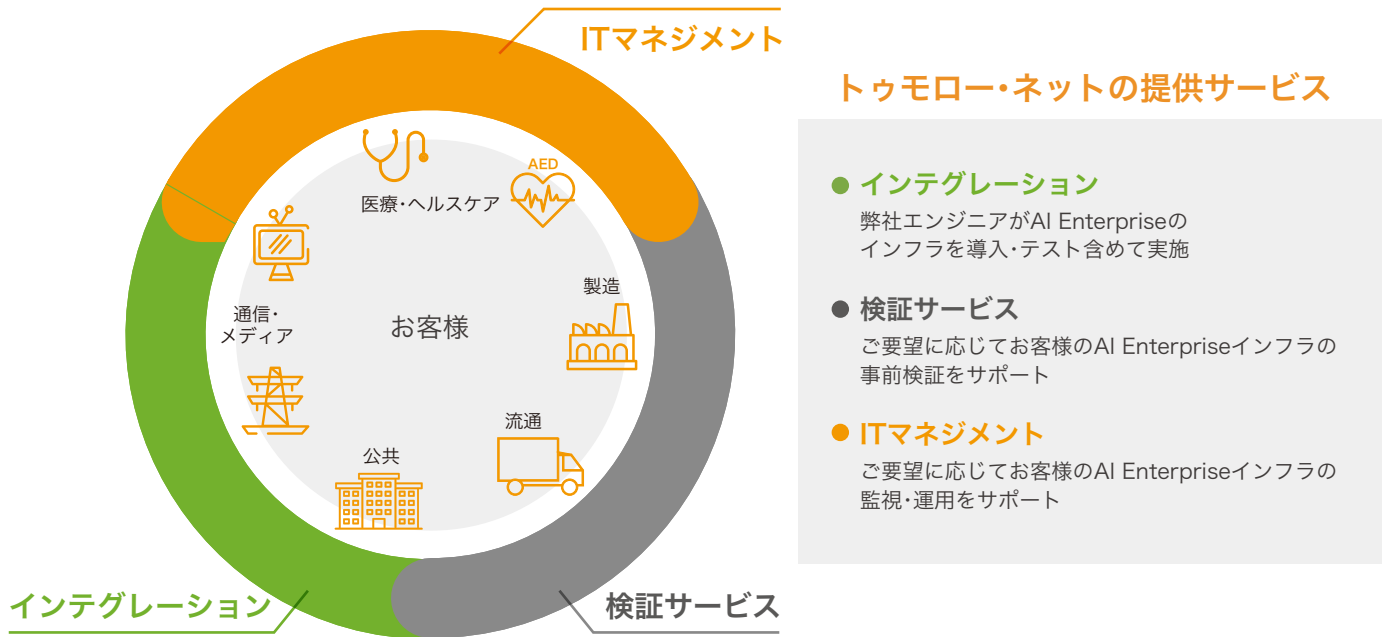 ITマネジメント
トゥモロー・ネットの提供サービス
AED
医療・ヘルスケア
製造
通信・
メディア
お客様
流通
公共
インテグレーション
検証サービス
● インテグレーション
弊社エンジニアがAI Enterpriseの
インフラを導入・テスト含めて実施
● 検証サービス
ご要望に応じてお客様のAI Enterpriseインフラの
事前検証をサポート
● ITマネジメント
ご要望に応じてお客様のAI Enterpriseインフラの
監視・運用をサポート